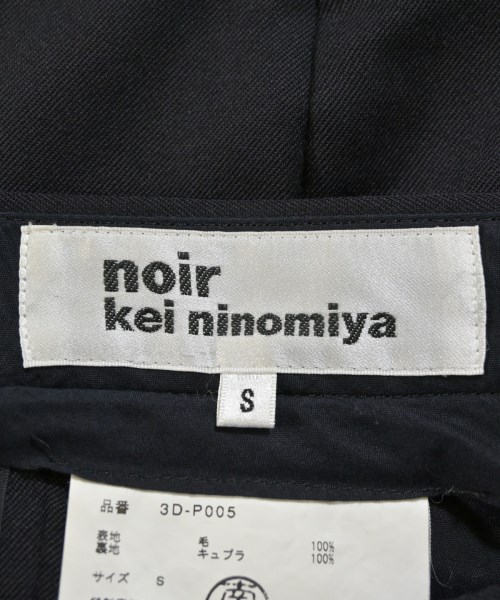 noir
kei ninomiya
S
品番 3D-P005
表地 毛 100%
裏地 キュプラ 100%
サイズ S